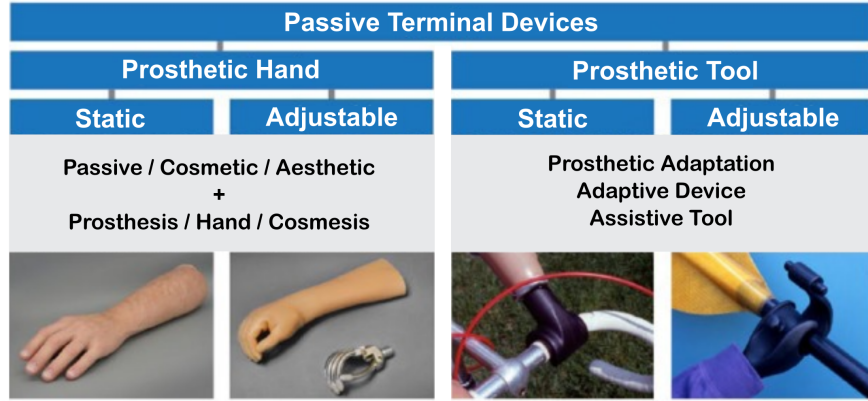 Passive Terminal Devices
Prosthetic Hand
Prosthetic Tool
Static
Adjustable
Static
Adjustable
Passive / Cosmetic / Aesthetic
+
Prosthesis / Hand / Cosmesis
Prosthetic Adaptation
Adaptive Device
Assistive Tool